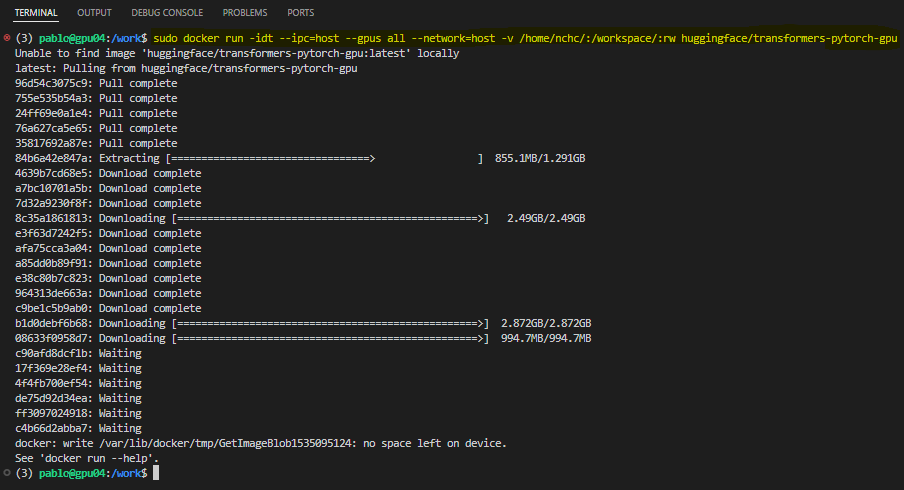 TERMINAL OUTPUT DEBUG CONSOLE PROBLEMS PORTS
(3) pablo@gpu04:/work$ sudo docker run -idt --ipc=host --gpus all --network=host -v /home/nchc/:/workspace/:rw huggingface/transformers-pytorch-gpu
Unable to find image 'huggingface/transformers-pytorch-gpu:latest' locally
latest: Pulling from huggingface/transformers-pytorch-gpu
96d54c3075c9: Pull complete
755e535b54a3: Pull complete
24ff69e0a1e4: Pull complete
76a627ca5e65: Pull complete
35817692a87e: Pull complete
84b6a42e847a: Extracting [=================================>                 ]  855.1MB/1.291GB
4639b7cd68e5: Download complete
a7bc10701a5b: Download complete
7d32a9230f8f: Download complete
8c35a1861813: Downloading [==================================================>]   2.49GB/2.49GB
e3f63d7242f5: Download complete
afa75cca3a04: Download complete
a85dd0b89f91: Download complete
e38c80b7c823: Download complete
964313de663a: Download complete
c9be1c5b9ab0: Download complete
b1d0debf6b68: Downloading [==================================================>]  2.872GB/2.872GB
08633f0958d7: Downloading [==================================================>]  994.7MB/994.7MB
c90afd8dcf1b: Waiting
17f369e28ef4: Waiting
4f4fb700ef54: Waiting
de75d92d34ea: Waiting
ff3097024918: Waiting
c4b66d2abba7: Waiting
docker: write /var/lib/docker/tmp/GetImageBlob1535095124: no space left on device.
See 'docker run --help'.
(3) pablo@gpu04:/work$